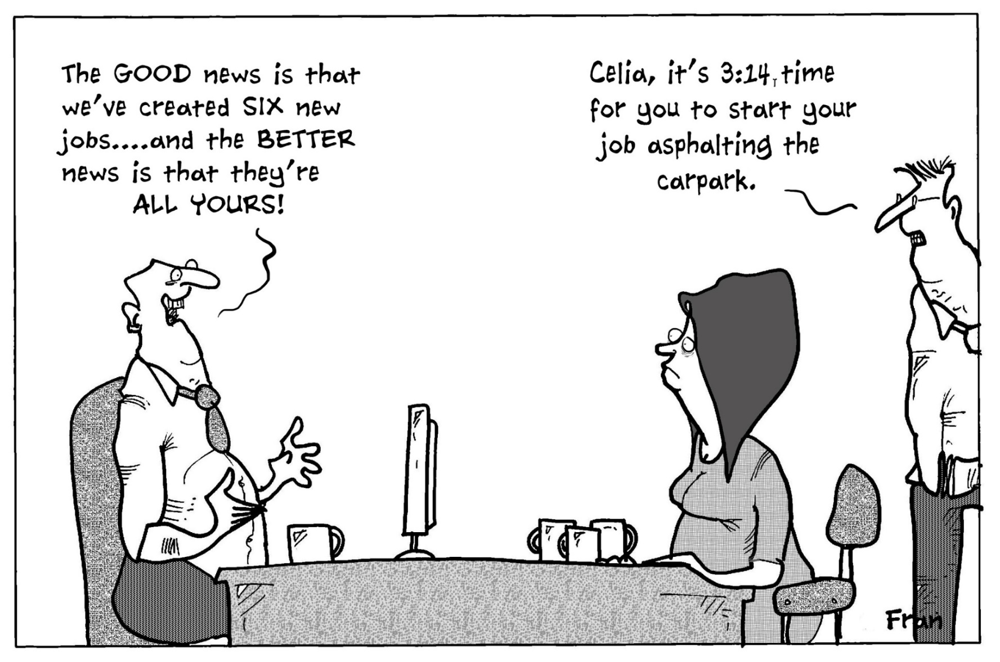 The GOOD news is that
we've created SIX new
jobs....and the BETTER
news is that they're
ALL YOURS!
Celia, it's 3:14, time
for you to start your
job asphalting the
carpark.
Fran